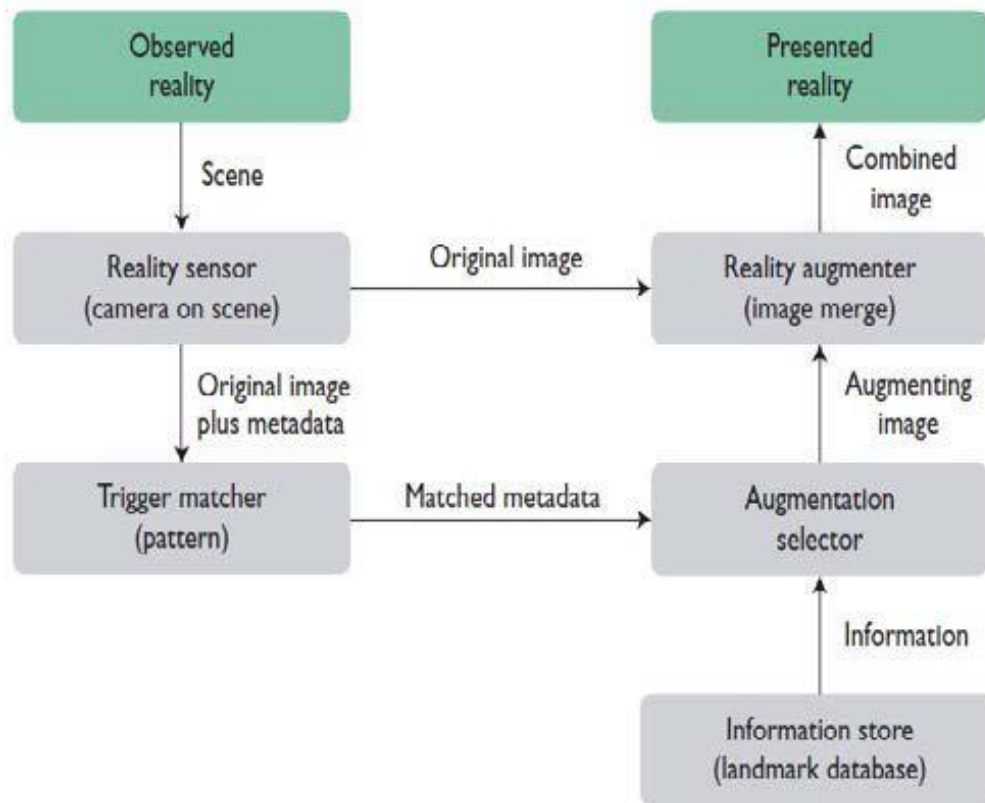 Observed
reality
Presented
reality
Scene
Combined
image
Reality sensor
(camera on scene)
Original image
Reality augmenter
(image merge)
Original image
plus metadata
Augmenting
image
Trigger matcher
(pattern)
Matched metadata
Augmentation
selector
Information
Information store
(landmark database)